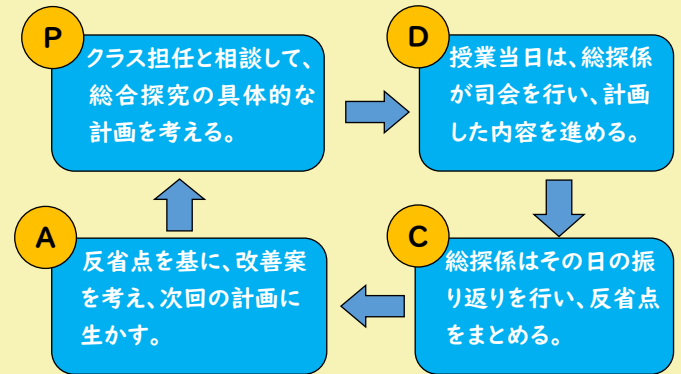 P
クラス担任と相談して、
総合探究の具体的な
計画を考える。
D
授業当日は、総探係
が司会を行い、計画
した内容を進める。
A
反省点を基に、改善案
を考え、次回の計画に
生かす。
C
総探係はその日の振
り返りを行い、反省点
をまとめる。